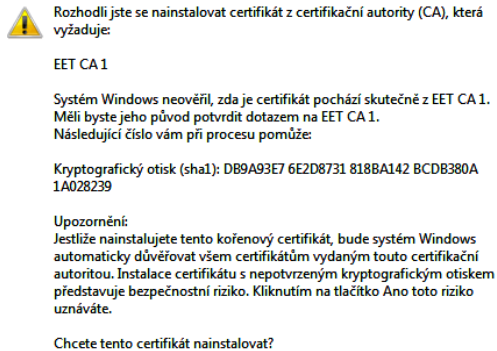 Rozhodli jste se nainstalovat certifikát z certifikační autority (CA), která
vyžaduje:
EET CA 1
Systém Windows neověřil, zda je certifikát pochází skutečně z EET CA 1.
Měli byste jeho původ potvrdit dotazem na EET CA 1.
Následující číslo vám při procesu pomůže:
Kryptografický otisk (sha1): DB9A93E7 6E2D8731 818BA142 BCDB380A
1A028239
Upozornění:
Jestliže nainstalujete tento kořenový certifikát, bude systém Windows
automaticky důvěřovat všem certifikátům vydaným touto certifikační
autoritou. Instalace certifikátu s nepotvrzeným kryptografickým otiskem
představuje bezpečnostní riziko. Kliknutím na tlačítko Ano toto riziko
uznáváte.
Chcete tento certifikát nainstalovat?